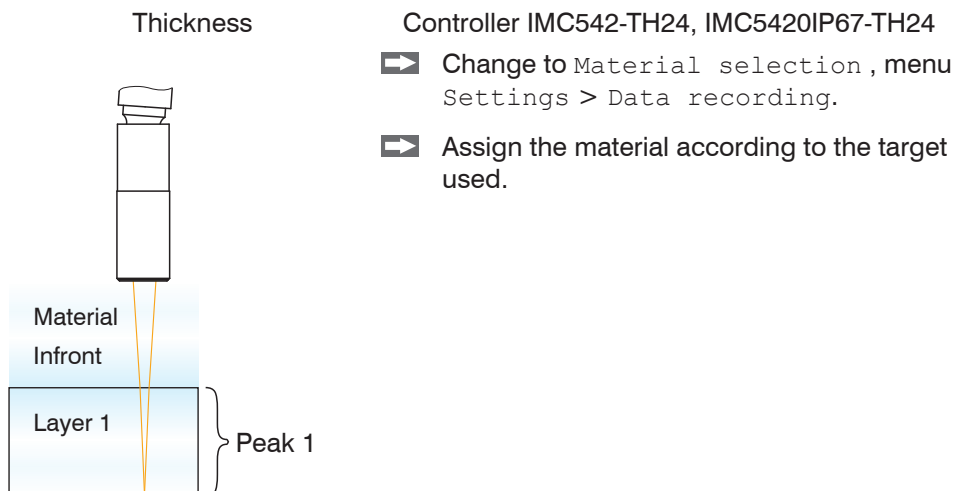 Thickness
Controller IMC542-TH24, IMC5420IP67-TH24
Change to Material selection , menu
Settings > Data recording.
Assign the material according to the target
used.
Material
Infront
Layer 1
Peak 1